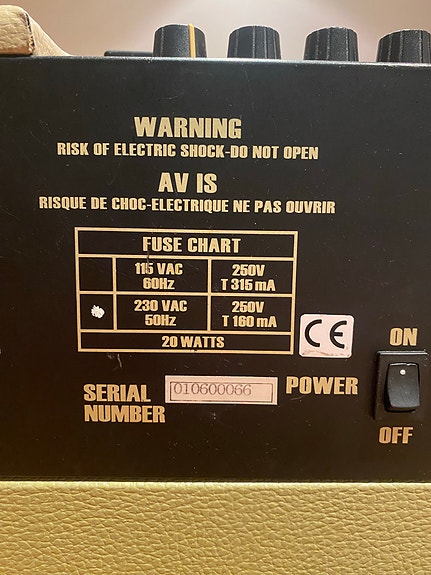 WARNING
RISK OF ELECTRIC SHOCK-DO NOT OPEN
AV IS
RISQUE DE CHOC-ELECTRIQUE NE PAS OUVRIR
FUSE CHART
115 VAC
60Hz
250V
T 315 mA
230 VAC
50Hz
250V
T 160 mA
20 WATTS
CE
ON
SERIAL
NUMBER
010600066
POWER
OFF